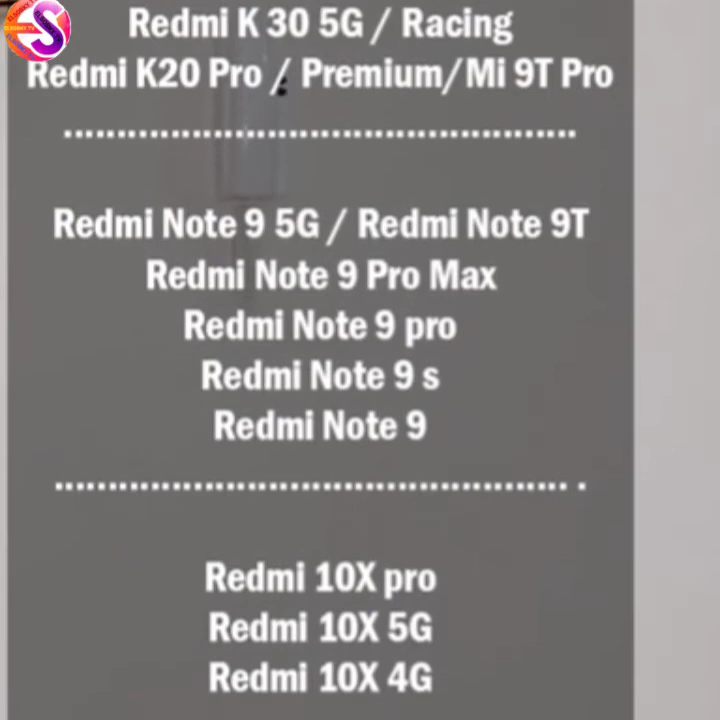 Redmi K 30 5G / Racing
Redmi K20 Pro / Premium/Mi 9T Pro
Redmi Note 9 5G / Redmi Note 9T
Redmi Note 9 Pro Max
Redmi Note 9 pro
Redmi Note 9 s
Redmi Note 9
Redmi 10X pro
Redmi 10X 5G
Redmi 10X 4G